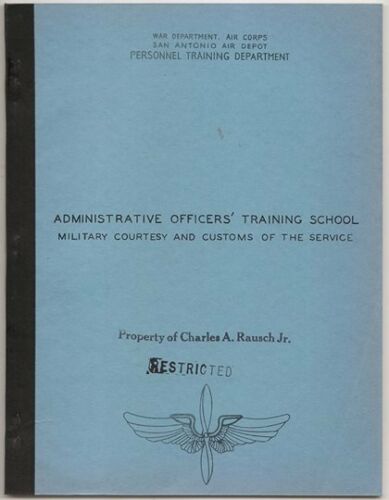 WAR DEPARTMENT, AIR CORPS
SAN ANTONIO AIR DEPOT
PERSONNEL TRAINING DEPARTMENT
ADMINISTRATIVE OFFICERS' TRAINING SCHOOL
MILITARY COURTESY AND CUSTOMS OF THE SERVICE
Property of Charles A. Rausch Jr.
RESTRICTED